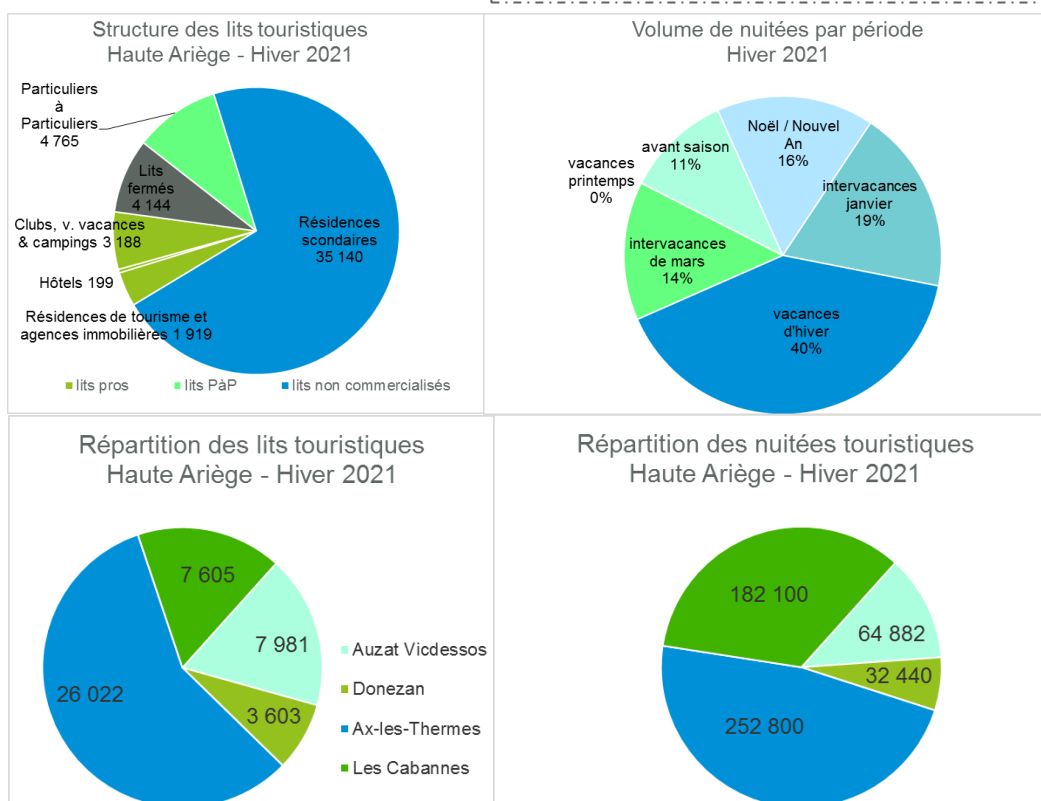 Structure des lits touristiques
Haute Ariège - Hiver 2021
Particuliers
à
Particuliers
4 765
Lits
fermés
4 144
Clubs, v. vacances
& campings 3 188
Hôtels 199
Résidences de tourisme et
agences immobilières 1 919
Résidences
scondaires
35 140
lits pros
lits PàP
lits non commercialisés
Volume de nuitées par période
Hiver 2021
Noël / Nouvel
An
16%
avant saison
11%
vacances
printemps
0%
intervacances
janvier
19%
intervacances
de mars
14%
vacances
d'hiver
40%
Répartition des lits touristiques
Haute Ariège - Hiver 2021
7 605
7 981
26 022
3 603
Auzat Vicdessos
Donezan
Ax-les-Thermes
Les Cabannes
Répartition des nuitées touristiques
Haute Ariège - Hiver 2021
182 100
64 882
32 440
252 800